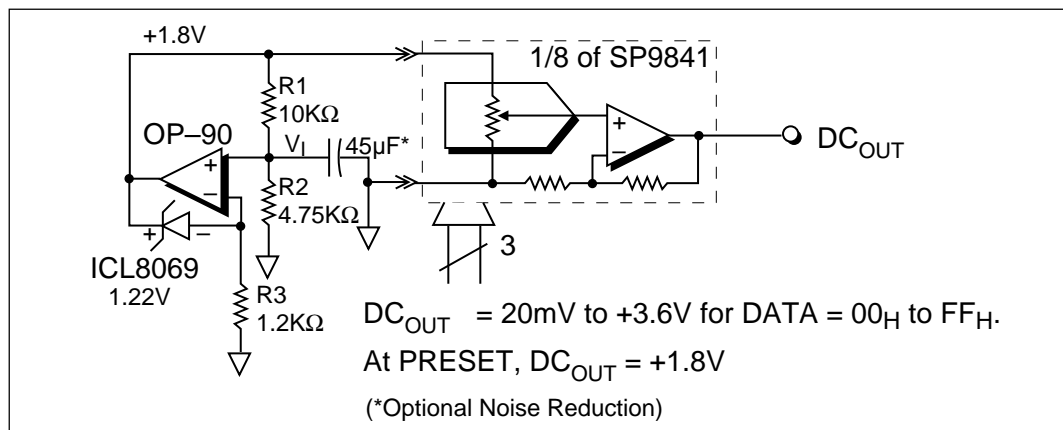 +1.8V
1/8 of SP9841
R1
10KΩ
OP–90
V_I
45µF*
+
–
+
–
DC_OUT
R2
4.75KΩ
+
–
ICL8069
1.22V
R3
1.2KΩ
3
DC_OUT = 20mV to +3.6V for DATA = 00_H to FF_H.
At PRESET, DC_OUT = +1.8V
(*Optional Noise Reduction)